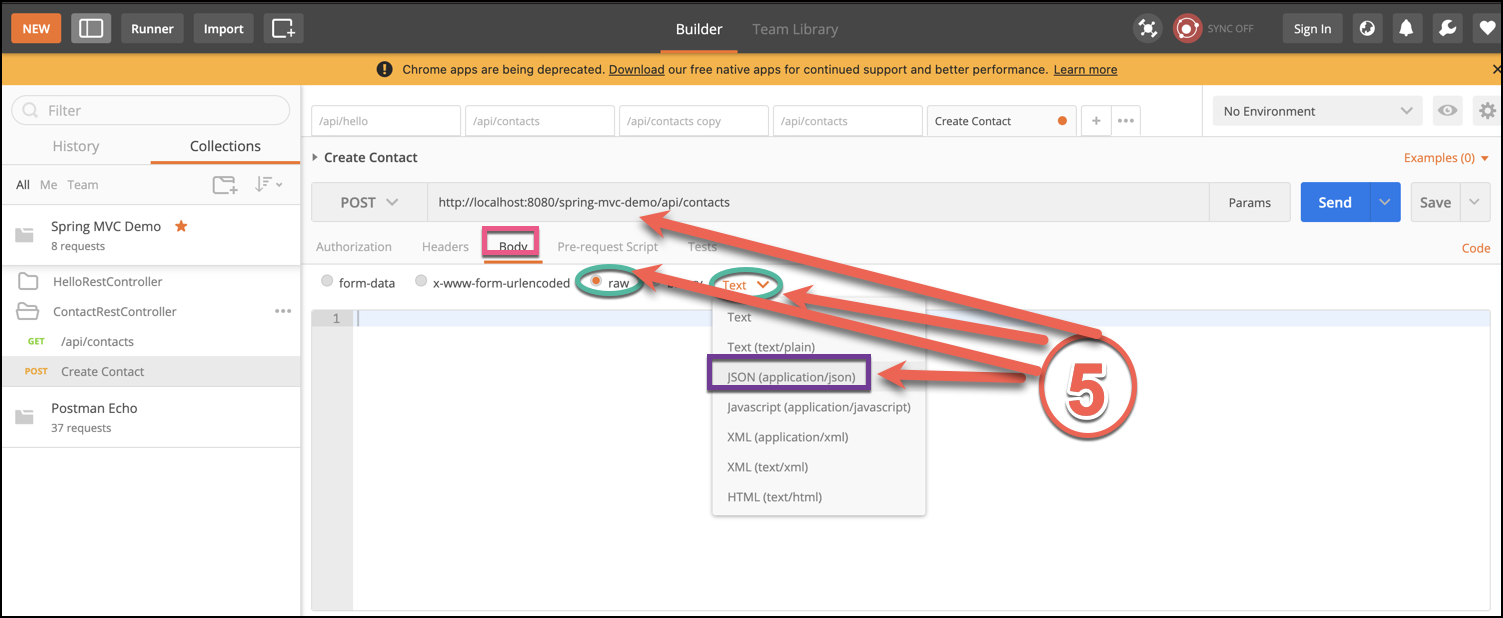 NEW Runner Import Builder Team Library SYNC OFF Sign In
Chrome apps are being deprecated. Download our free native apps for continued support and better performance. Learn more
Filter
History Collections
All Me Team
Spring MVC Demo
8 requests
HelloRestController
ContactRestController
GET /api/contacts
POST Create Contact
Postman Echo
37 requests
/api/hello /api/contacts /api/contacts copy /api/contacts Create Contact + No Environment
Create Contact Examples (0)
POST http://localhost:8080/spring-mvc-demo/api/contacts Params Send Save
Authorization Headers Body Pre-request Script Tests Code
form-data x-www-form-urlencoded raw Text
1
Text
Text (text/plain)
JSON (application/json)
Javascript (application/javascript)
XML (application/xml)
XML (text/xml)
HTML (text/html)
5